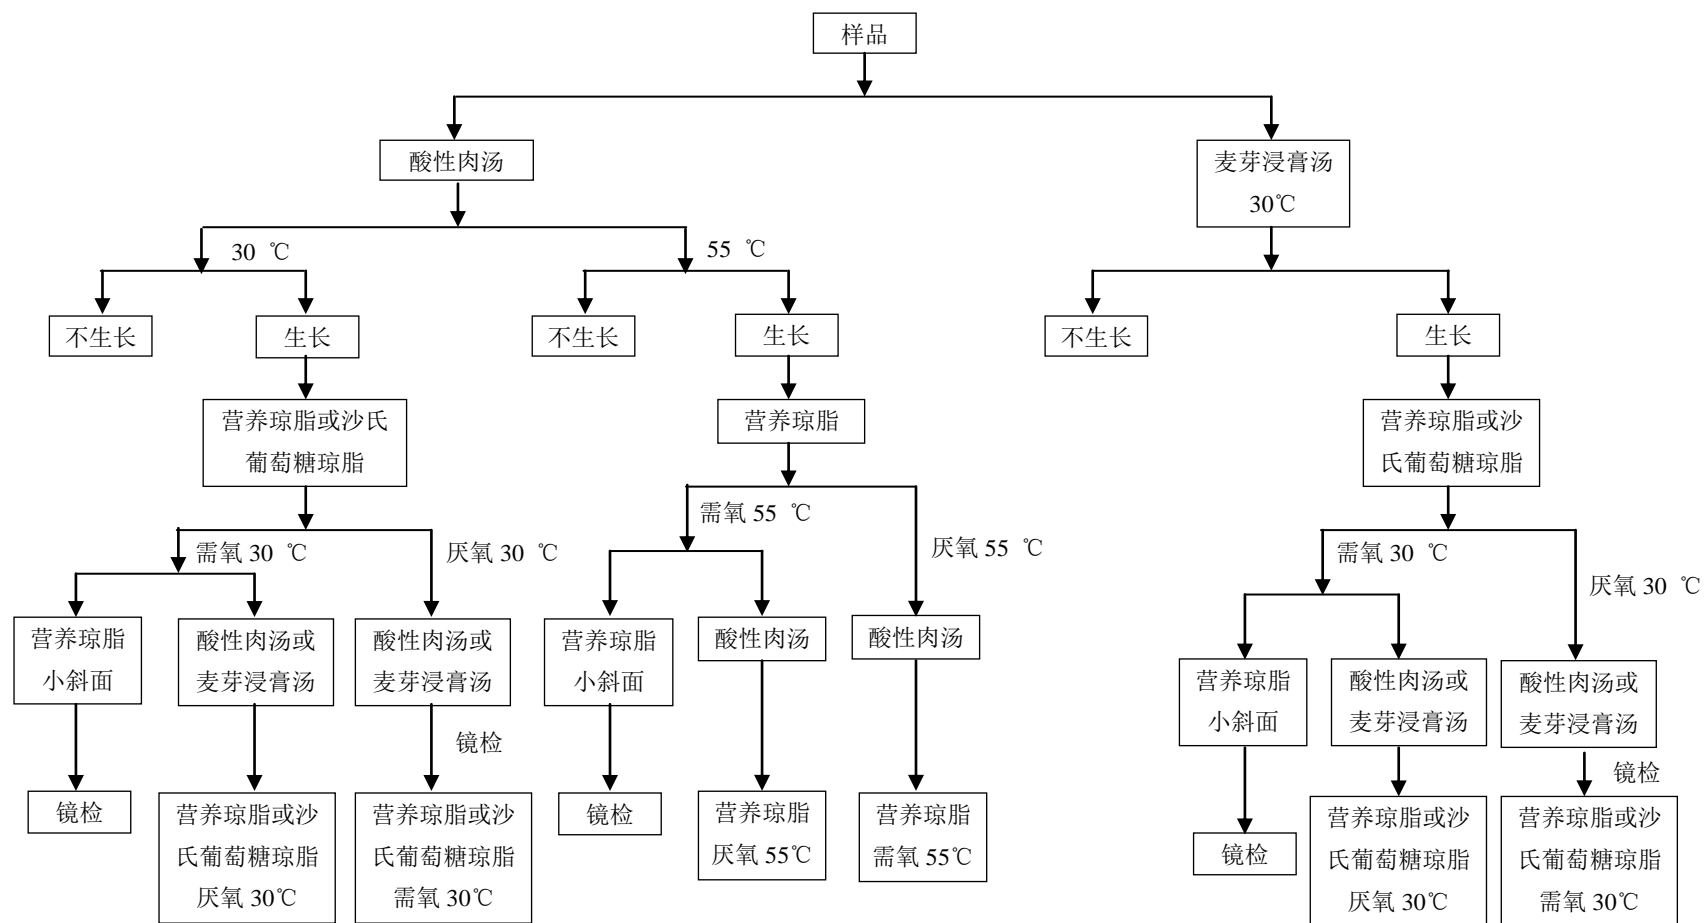 样品
酸性肉汤
麦芽浸膏汤
30℃
30 ℃
55 ℃
不生长
生长
不生长
生长
不生长
生长
营养琼脂或沙氏
葡萄糖琼脂
营养琼脂
营养琼脂或沙
氏葡萄糖琼脂
需氧 30 ℃
厌氧 30 ℃
需氧 55 ℃
厌氧 55 ℃
需氧 30 ℃
厌氧 30 ℃
营养琼脂
小斜面
酸性肉汤或
麦芽浸膏汤
酸性肉汤或
麦芽浸膏汤
营养琼脂
小斜面
酸性肉汤
酸性肉汤
营养琼脂
小斜面
酸性肉汤或
麦芽浸膏汤
酸性肉汤或
麦芽浸膏汤
镜检
镜检
镜检
营养琼脂或沙
氏葡萄糖琼脂
厌氧 30℃
营养琼脂或沙
氏葡萄糖琼脂
需氧 30℃
镜检
营养琼脂
厌氧 55℃
营养琼脂
需氧 55℃
镜检
营养琼脂或沙
氏葡萄糖琼脂
厌氧 30℃
营养琼脂或沙
氏葡萄糖琼脂
需氧 30℃